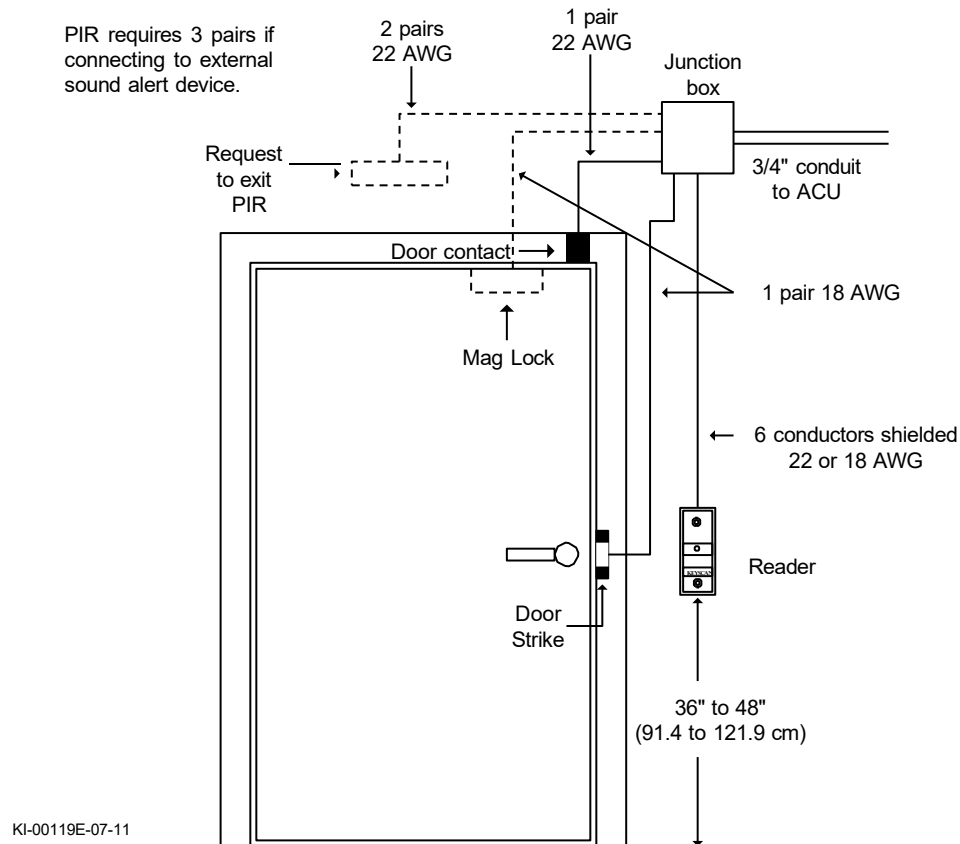 PIR requires 3 pairs if
connecting to external
sound alert device.
2 pairs
22 AWG
1 pair
22 AWG
Junction
box
3/4" conduit
to ACU
Request
to exit
PIR
Door contact
1 pair 18 AWG
Mag Lock
6 conductors shielded
22 or 18 AWG
KEYSCAN
Reader
Door
Strike
36" to 48"
(91.4 to 121.9 cm)
KI-00119E-07-11